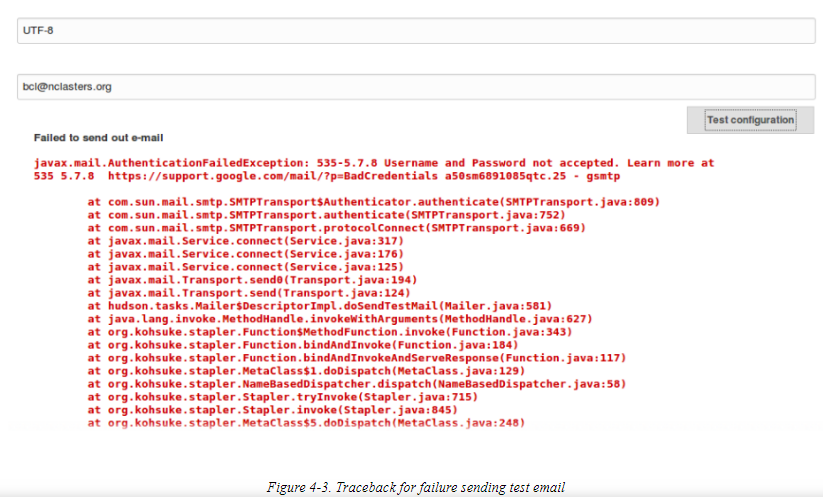 UTF-8
bcl@nclasters.org
Test configuration
Failed to send out e-mail
javax.mail.AuthenticationFailedException: 535-5.7.8 Username and Password not accepted. Learn more at
535 5.7.8  https://support.google.com/mail/?p=BadCredentials a50sm6891085qtc.25 - gsmtp
at com.sun.mail.smtp.SMTPTransport$Authenticator.authenticate(SMTPTransport.java:809)
at com.sun.mail.smtp.SMTPTransport.authenticate(SMTPTransport.java:752)
at com.sun.mail.smtp.SMTPTransport.protocolConnect(SMTPTransport.java:669)
at javax.mail.Service.connect(Service.java:317)
at javax.mail.Service.connect(Service.java:176)
at javax.mail.Service.connect(Service.java:125)
at javax.mail.Transport.send0(Transport.java:194)
at javax.mail.Transport.send(Transport.java:124)
at hudson.tasks.Mailer$DescriptorImpl.doSendTestMail(Mailer.java:581)
at java.lang.invoke.MethodHandle.invokeWithArguments(MethodHandle.java:627)
at org.kohsuke.stapler.Function$MethodFunction.invoke(Function.java:343)
at org.kohsuke.stapler.Function.bindAndInvoke(Function.java:184)
at org.kohsuke.stapler.Function.bindAndInvokeAndServeResponse(Function.java:117)
at org.kohsuke.stapler.MetaClass$1.doDispatch(MetaClass.java:129)
at org.kohsuke.stapler.NameBasedDispatcher.dispatch(NameBasedDispatcher.java:58)
at org.kohsuke.stapler.Stapler.tryInvoke(Stapler.java:715)
at org.kohsuke.stapler.Stapler.invoke(Stapler.java:845)
at org.kohsuke.stapler.MetaClass$5.doDispatch(MetaClass.java:248)
Figure 4-3. Traceback for failure sending test email